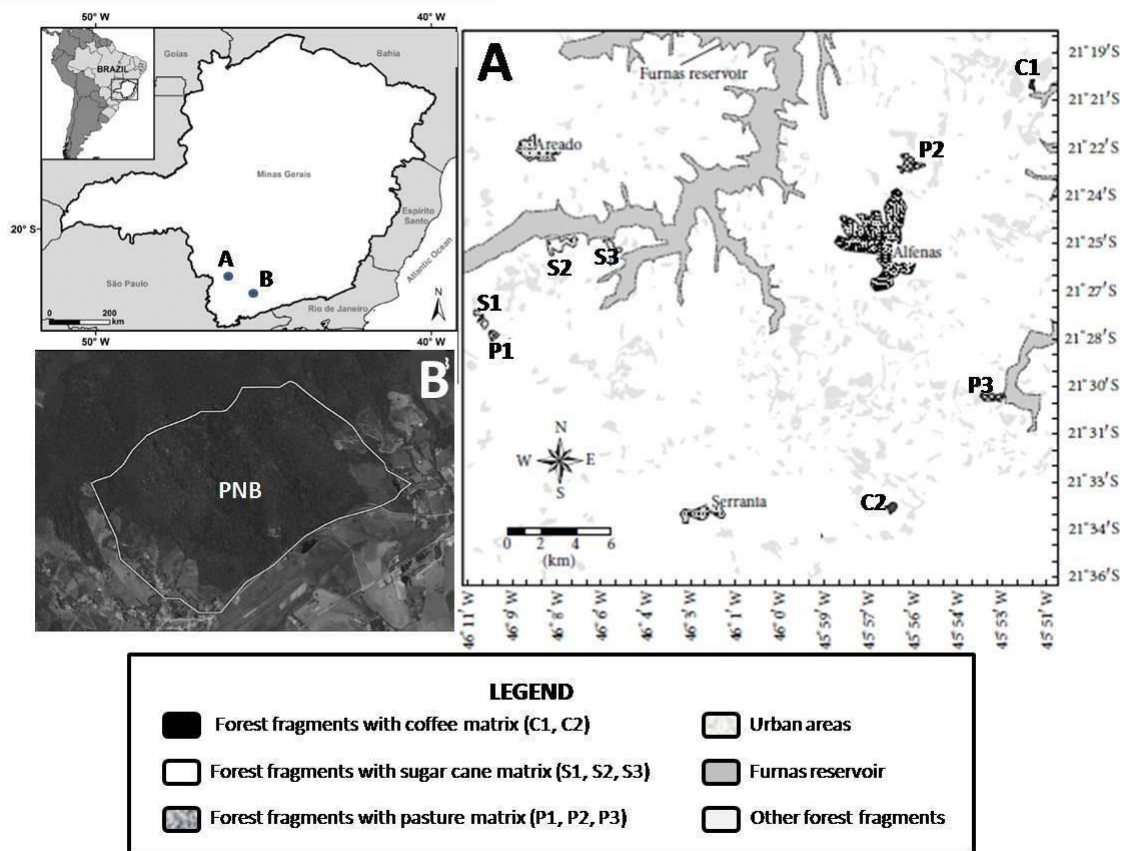 50° W
40° W
Goias
Bahia
BRAZIL
Minas Gerais
Espírito
Santo
20° S
A
B
São Paulo
Rio de Janeiro
Atlantic Ocean
N
0
200
km
50° W
40° W
B
PNB
A
Furnas reservoir
C1
Areado
P2
Alfenas
S2
S3
S1
P1
P3
N
W
E
S
Serrania
C2
0 2 4 6
(km)
21°19'S
21°21'S
21°22'S
21°24'S
21°25'S
21°27'S
21°28'S
21°30'S
21°31'S
21°33'S
21°34'S
21°36'S
46°11'W
46°9'W
46°8'W
46°6'W
46°4'W
46°3'W
46°1'W
45°59'W
45°57'W
45°56'W
45°54'W
45°53'W
45°51'W
LEGEND
Forest fragments with coffee matrix (C1, C2)
Forest fragments with sugar cane matrix (S1, S2, S3)
Forest fragments with pasture matrix (P1, P2, P3)
Urban areas
Furnas reservoir
Other forest fragments